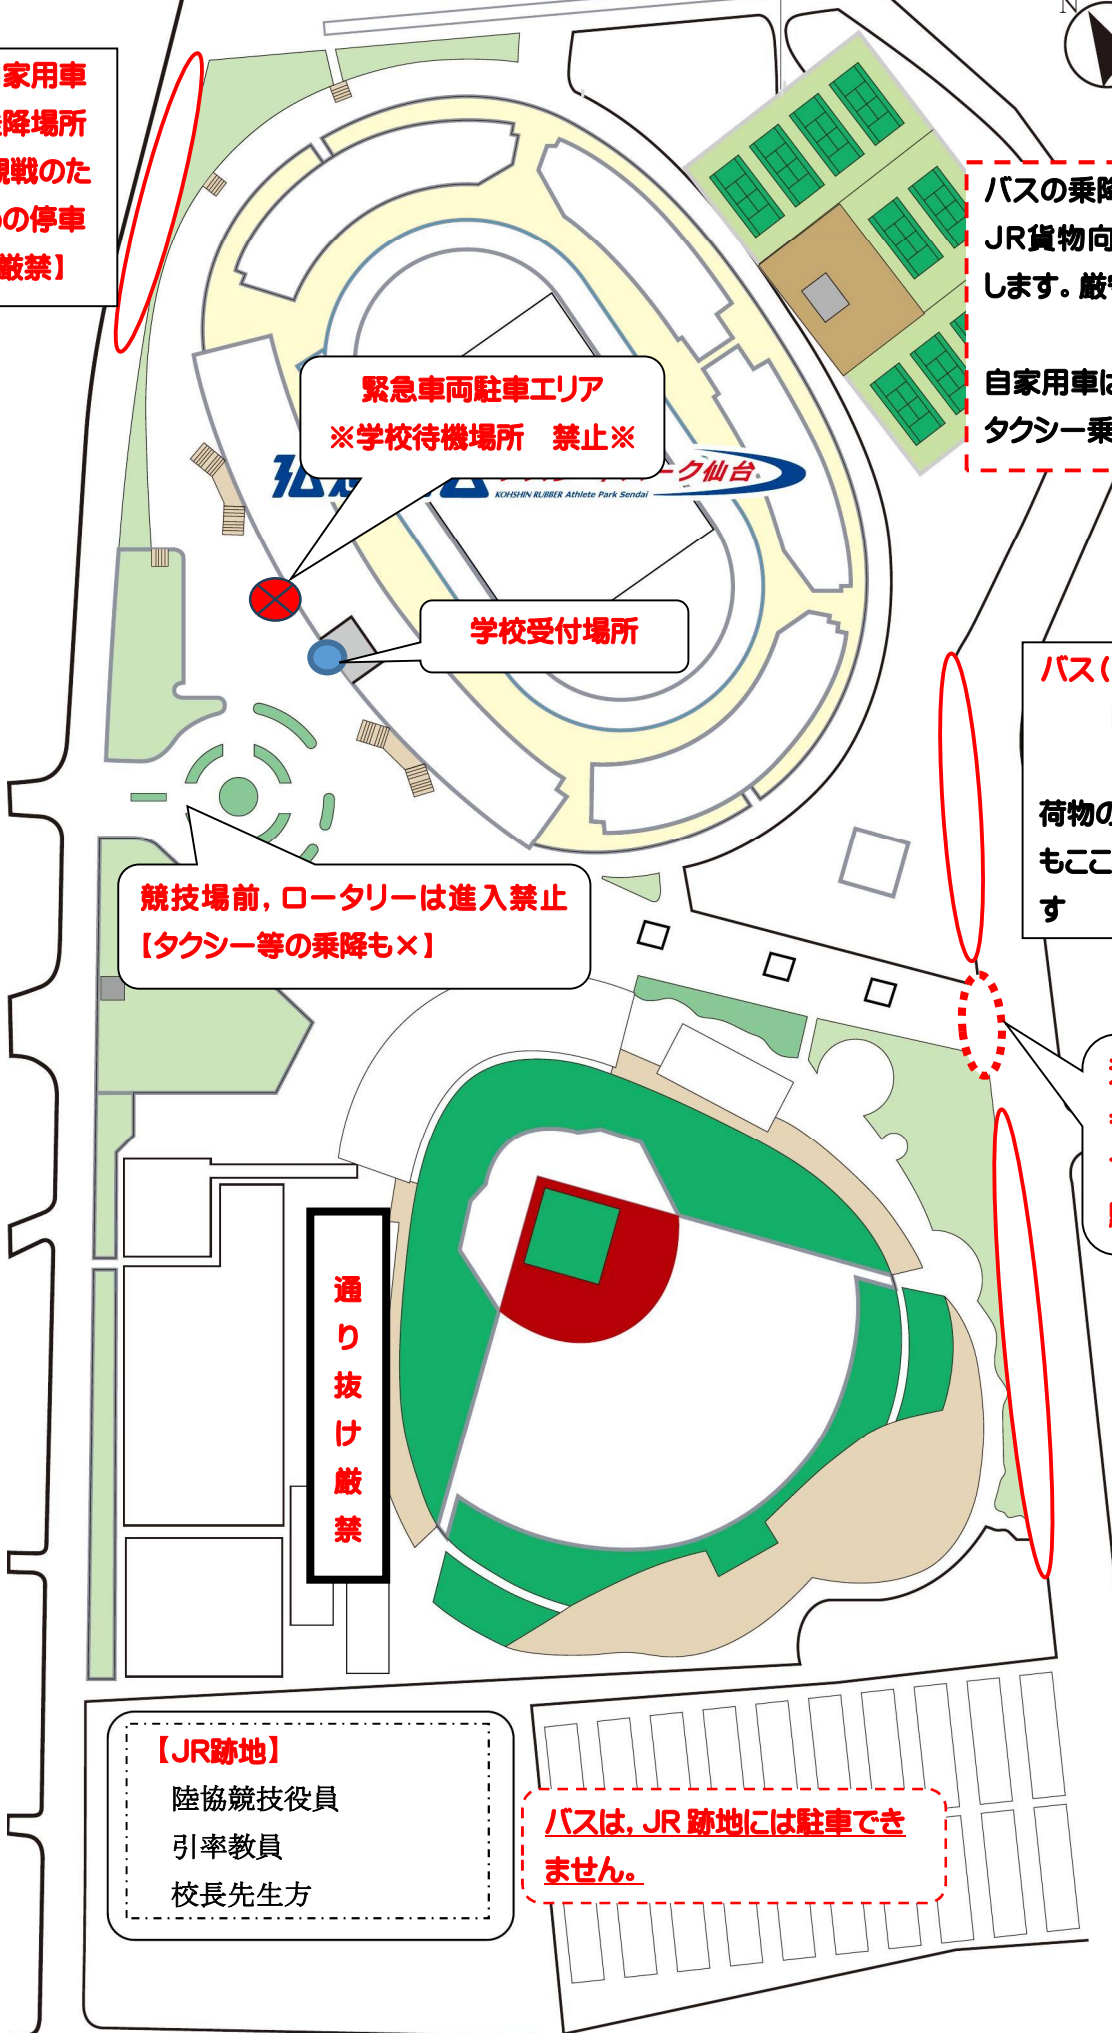 N
家用車
降場所
観戦のた
の停車
厳禁】
バスの乗降
JR貨物向
します。厳
自家用車は
タクシー乗
緊急車両駐車エリア
※学校待機場所　禁止※
ク仙台
KOHSHIN RUBBER Athlete Park Sendai
学校受付場所
バス（
荷物の
もここ
す
競技場前，ロータリーは進入禁止
【タクシー等の乗降も×】
通り抜け厳禁
【JR跡地】
陸協競技役員
引率教員
校長先生方
バスは，JR 跡地には駐車でき
ません。